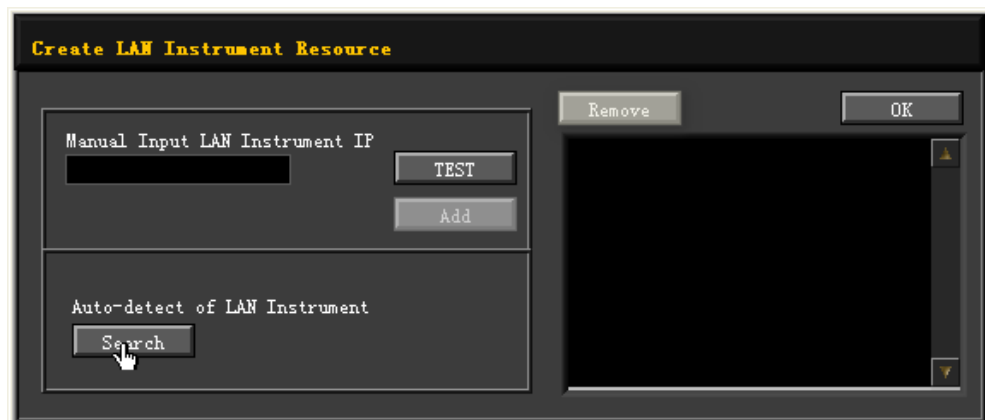 Create LAN Instrument Resource
Manual Input LAN Instrument IP
TEST
Add
Auto-detect of LAN Instrument
Search
Remove
OK